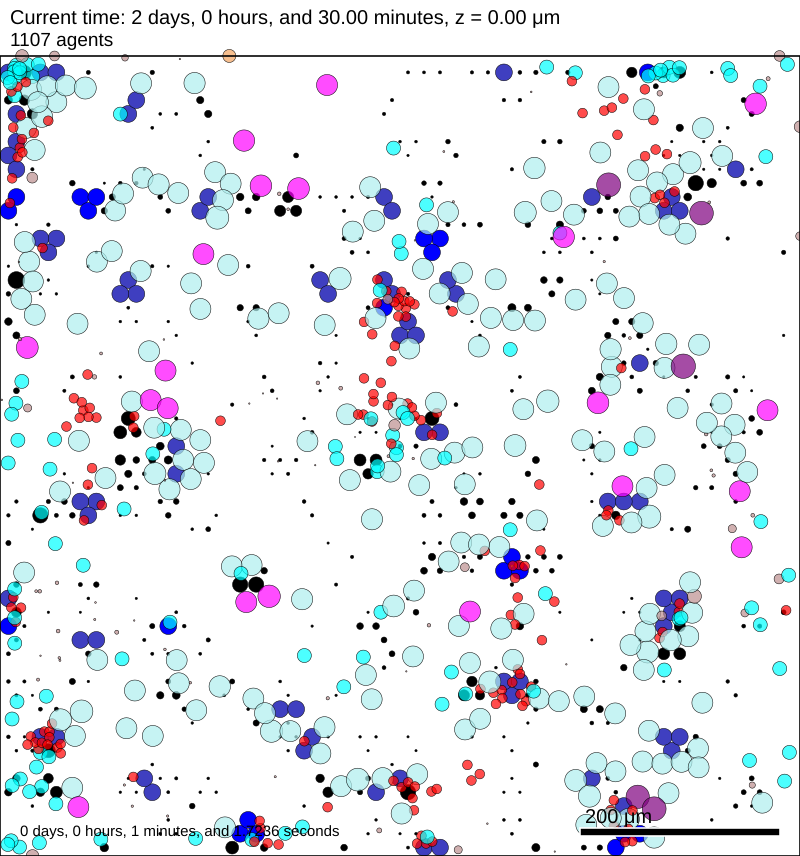 Current time: 2 days, 0 hours, and 30.00 minutes, z = 0.00 μm
1107 agents
200 μm
0 days, 0 hours, 1 minutes, and seconds